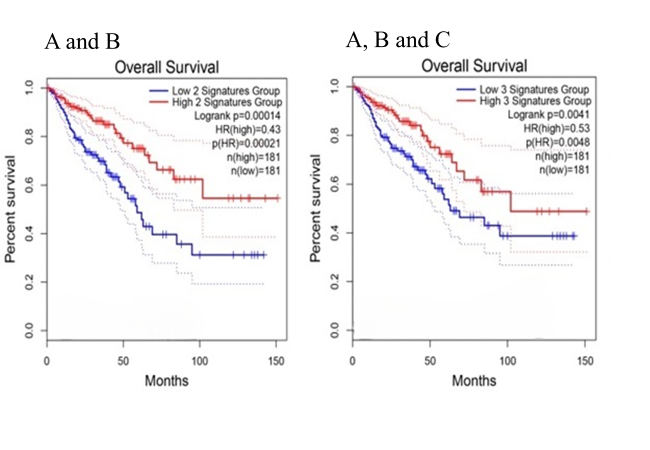 A and B
Overall Survival
Low 2 Signatures Group
High 2 Signatures Group
Logrank p=0.00014
HR(high)=0.43
p(HR)=0.00021
n(high)=181
n(low)=181
Percent survival
1.0
0.8
0.6
0.4
0.2
0.0
0 50 100 150
Months
A, B and C
Overall Survival
Low 3 Signatures Group
High 3 Signatures Group
Logrank p=0.0041
HR(high)=0.53
p(HR)=0.0048
n(high)=181
n(low)=181
Percent survival
1.0
0.8
0.6
0.4
0.2
0.0
0 50 100 150
Months